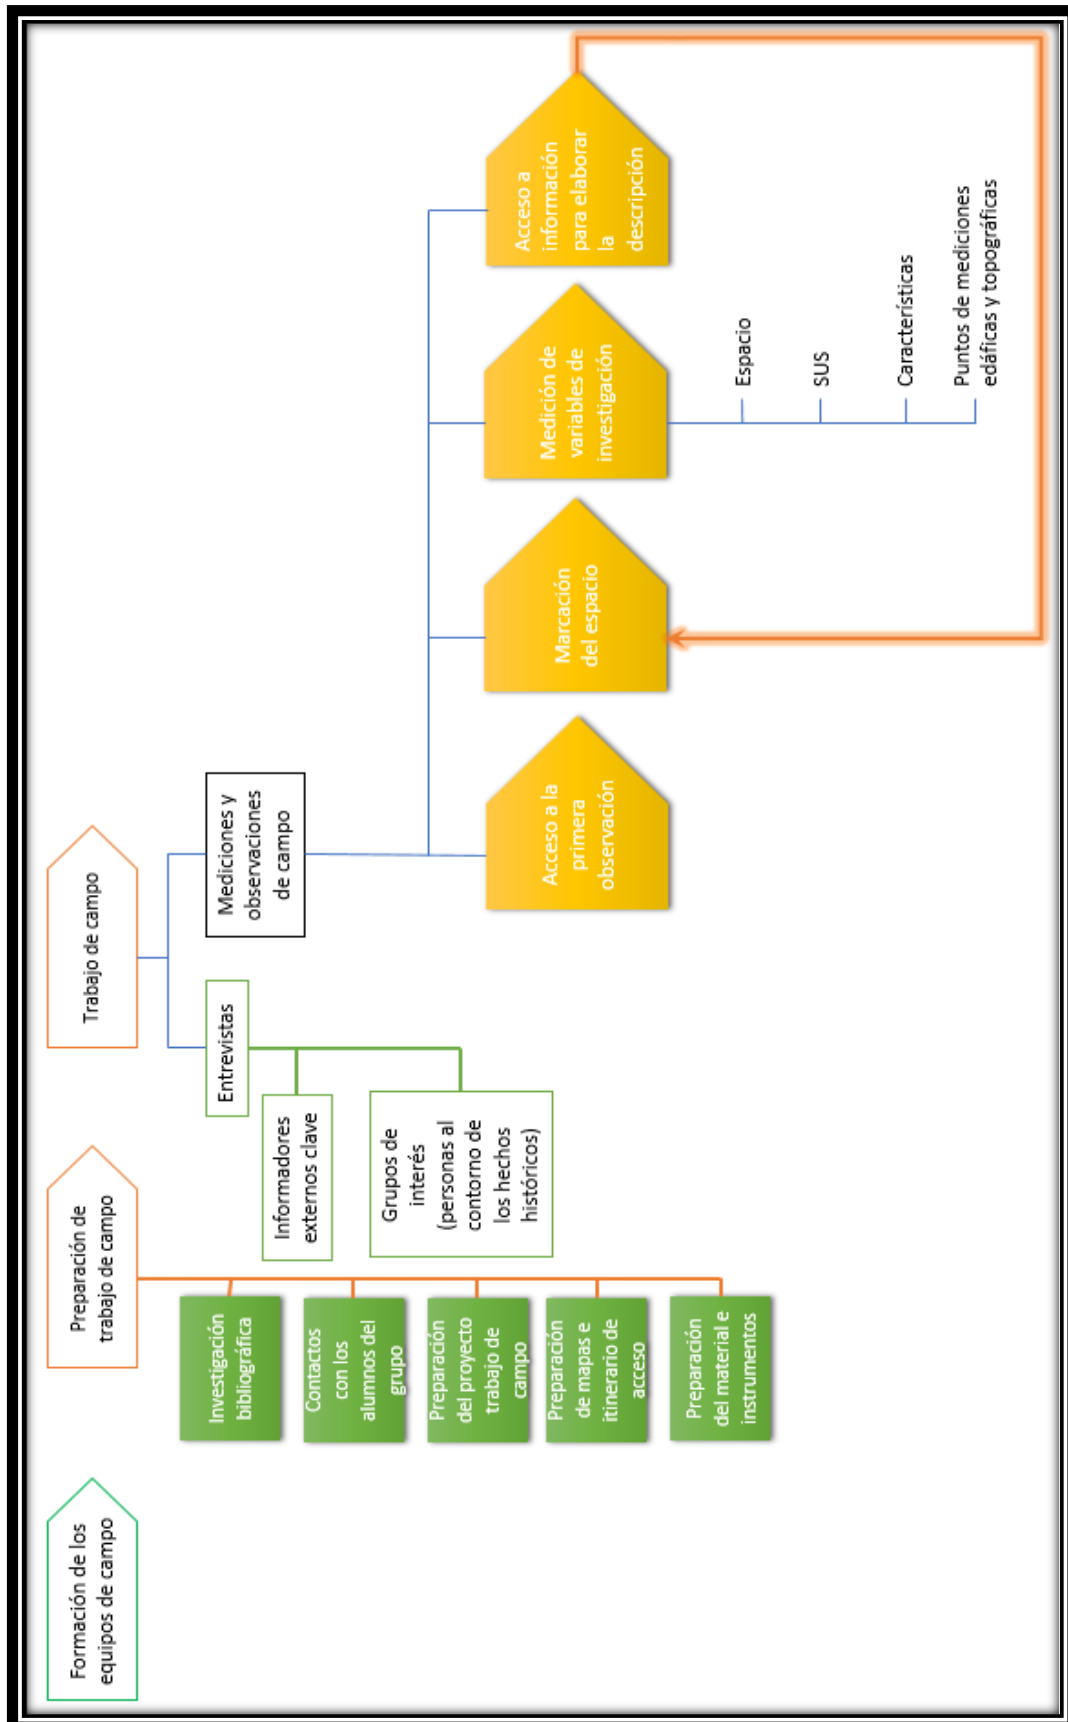 Formación de los
equipos de campo
Preparación de
trabajo de campo
Investigación
bibliográfica
Contactos
con los
alumnos del
grupo
Preparación
del proyecto
trabajo de
campo
Preparación
de mapas e
itinerario de
acceso
Preparación
del material e
instrumentos
Trabajo de campo
Entrevistas
Informadores
externos clave
Grupos de
interés
(personas al
contorno de
los hechos
históricos)
Mediciones y
observaciones
de campo
Acceso a la
primera
observación
Marcación
del espacio
Medición de
variables de
investigación
Espacio
SUS
Características
Puntos de mediciones
edáficas y topográficas
Acceso a
información
para elaborar
la
descripción